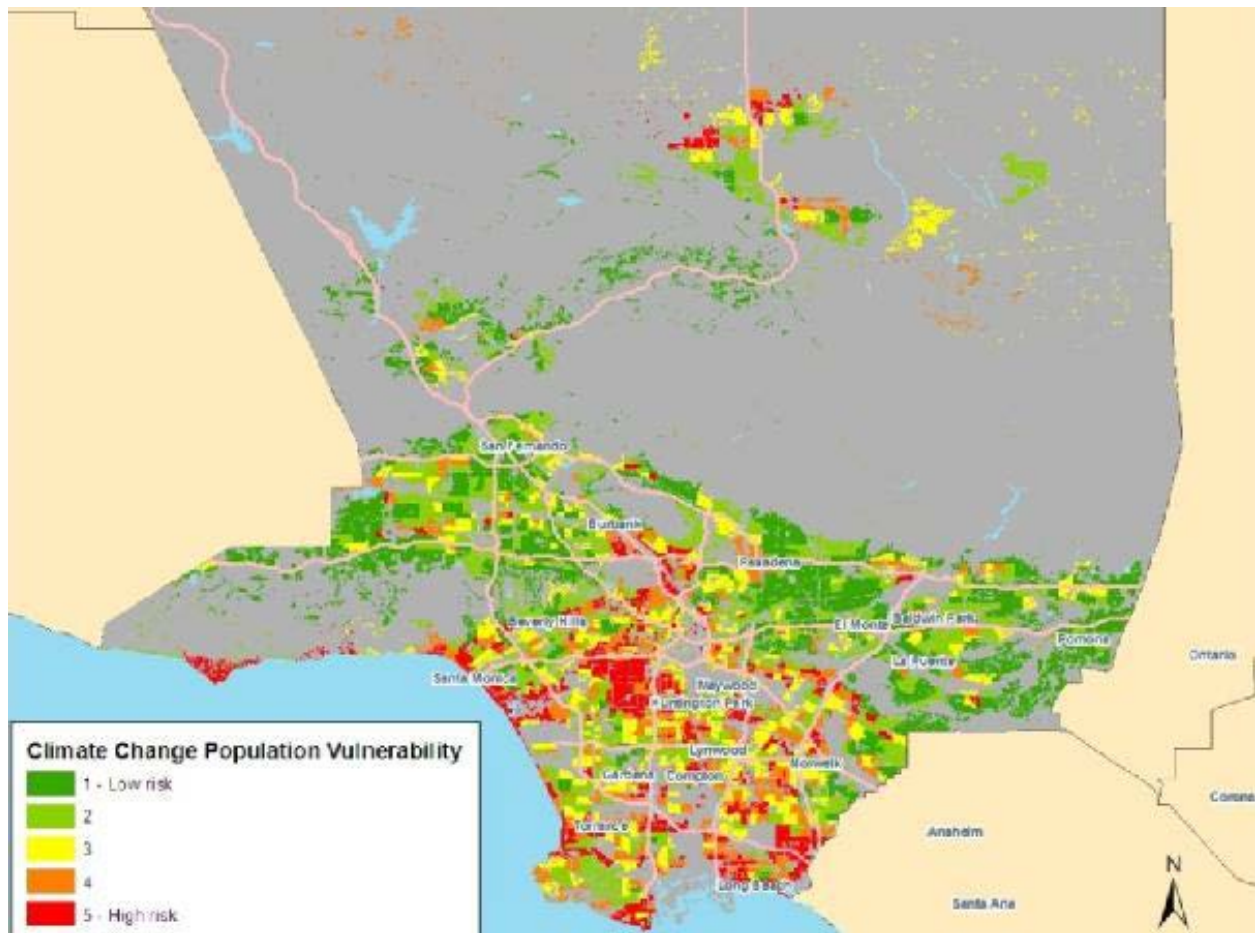 San Fernando
Burbank
Pasadena
Beverly Hills
El Monte
Baldwin Park
Pomona
La Puente
Ontario
Santa Monica
Maywood
Huntington Park
Climate Change Population Vulnerability
Lynwood
Norwalk
1 - Low risk
Gardena
Compton
Corona
2
Torrance
Anaheim
3
N
4
Long Beach
Santa Ana
5 - High risk